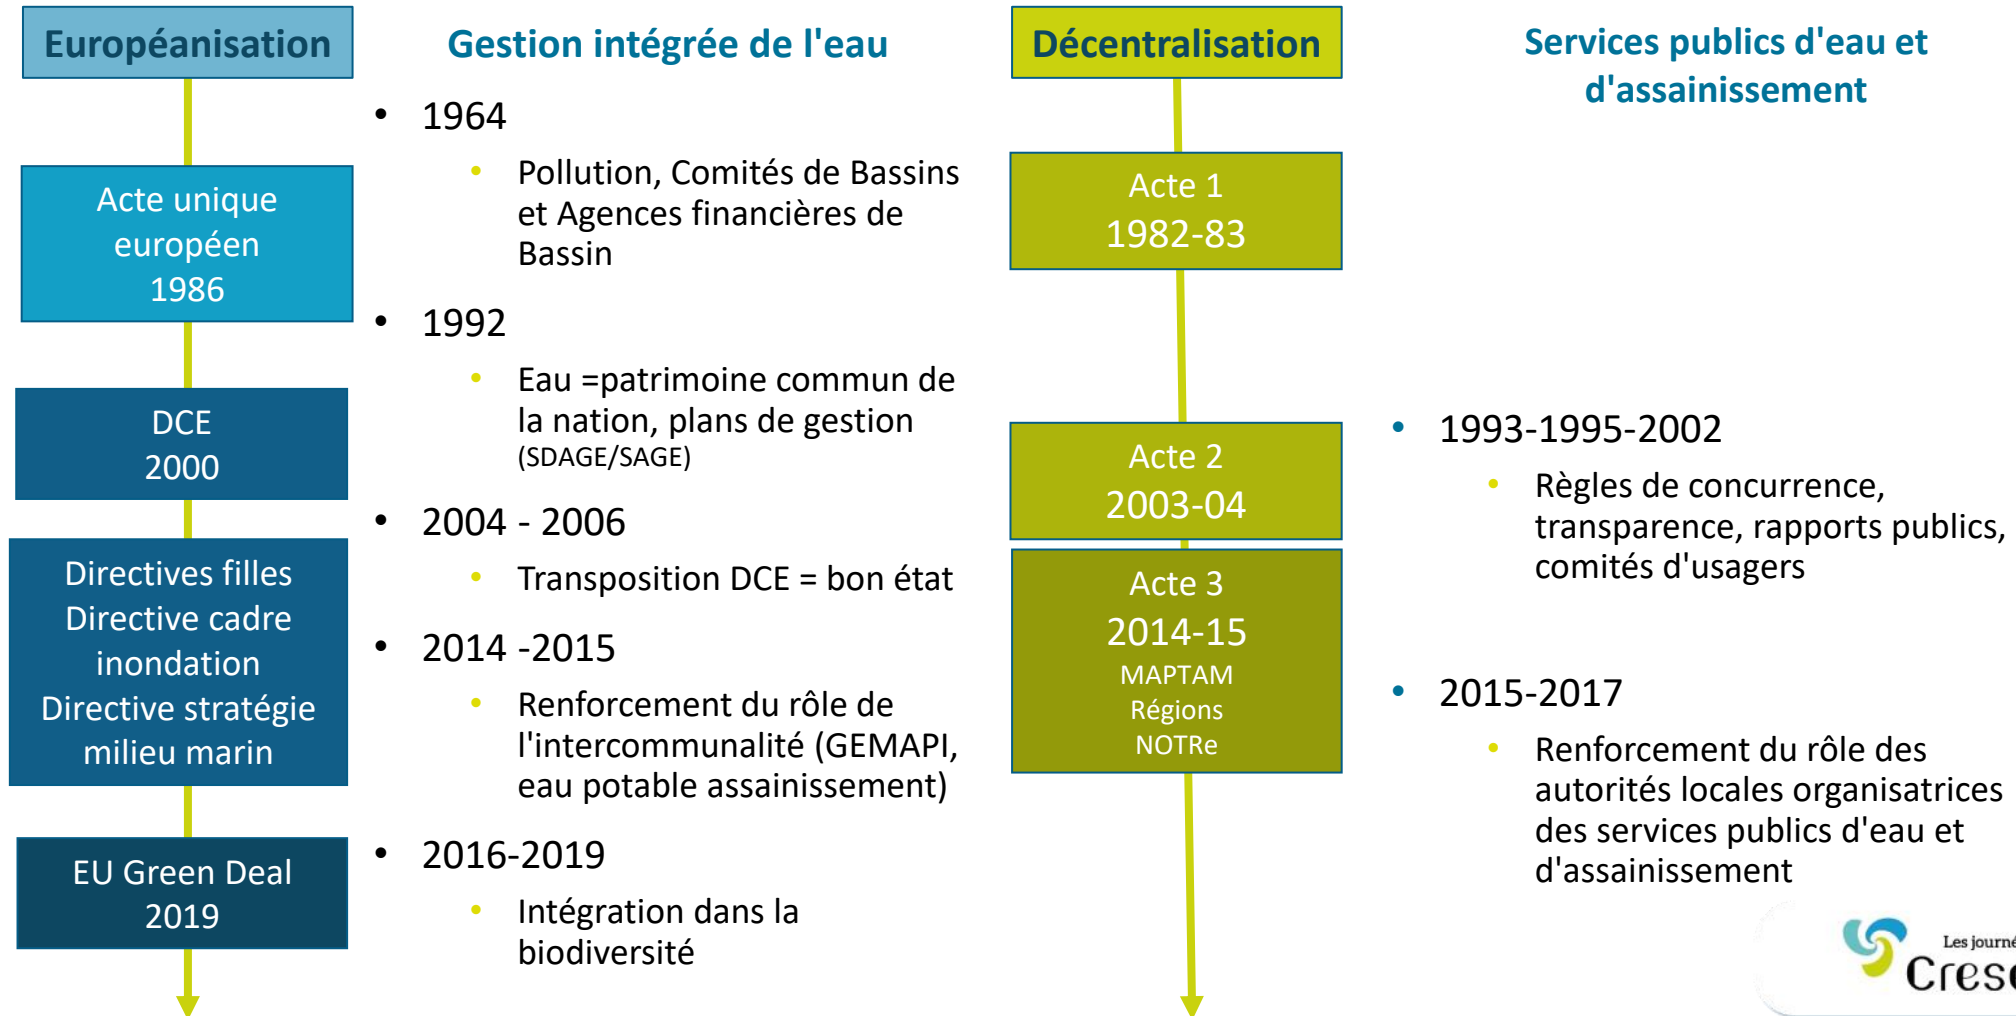 Européanisation
Acte unique
européen
1986
DCE
2000
Directives filles
Directive cadre
inondation
Directive stratégie
milieu marin
EU Green Deal
2019
Gestion intégrée de l'eau
• 1964
• Pollution, Comités de Bassins
et Agences financières de
Bassin
• 1992
• Eau =patrimoine commun de
la nation, plans de gestion
(SDAGE/SAGE)
• 2004 - 2006
• Transposition DCE = bon état
• 2014 -2015
• Renforcement du rôle de
l'intercommunalité (GEMAPI,
eau potable assainissement)
• 2016-2019
• Intégration dans la
biodiversité
Décentralisation
Acte 1
1982-83
Acte 2
2003-04
Acte 3
2014-15
MAPTAM
Régions
NOTRe
Services publics d'eau et
d'assainissement
• 1993-1995-2002
• Règles de concurrence,
transparence, rapports publics,
comités d'usagers
• 2015-2017
• Renforcement du rôle des
autorités locales organisatrices
des services publics d'eau et
d'assainissement
Les